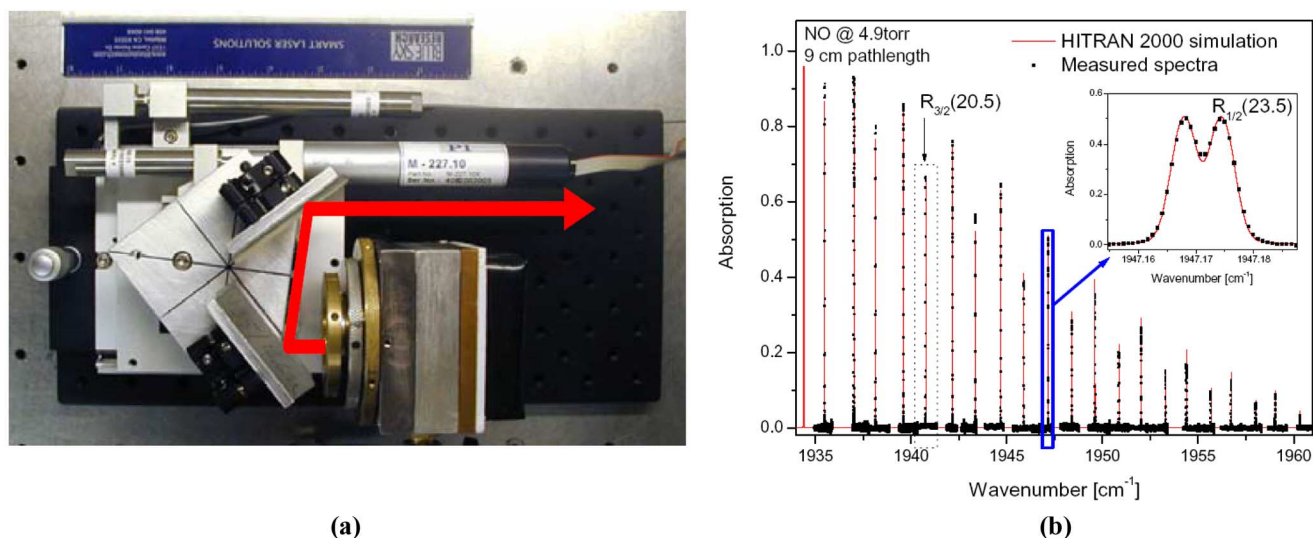 SMART LASER SOLUTIONS
BLUESKY
RESEARCH
PI
M - 227.10
NO @ 4.9torr
9 cm pathlength
HITRAN 2000 simulation
Measured spectra
R3/2(20.5)
R1/2(23.5)
1.0
0.8
0.6
0.4
0.2
0.0
Absorption
0.6
0.4
0.2
0.0
Absorption
1947.16 1947.17 1947.18
Wavenumber [cm-1]
1935 1940 1945 1950 1955 1960
Wavenumber [cm-1]
(a)
(b)